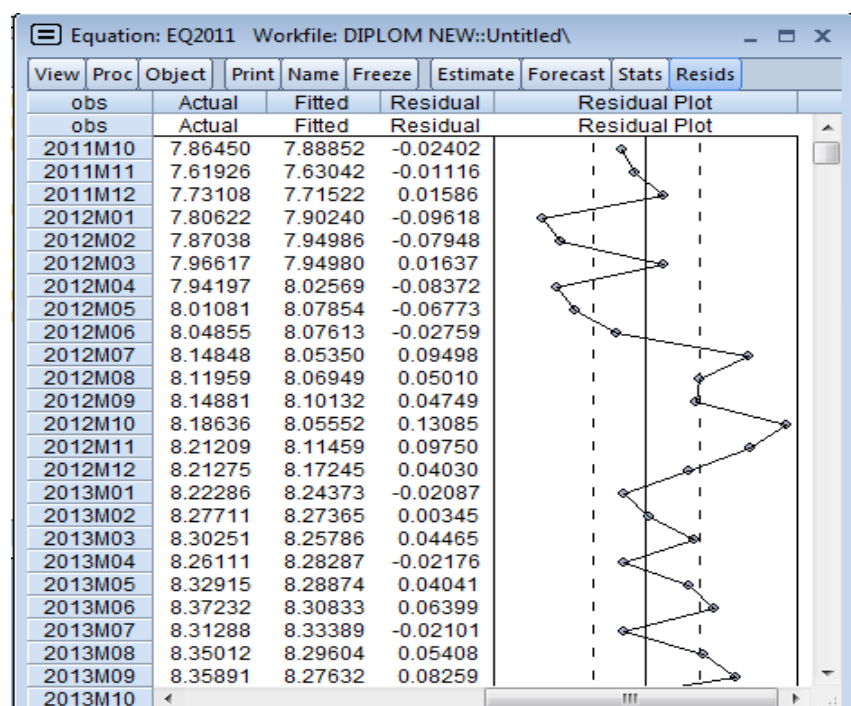 Equation: EQ2011 Workfile: DIPLOM NEW::Untitled\
View Proc Object Print Name Freeze Estimate Forecast Stats Resids
obs Actual Fitted Residual Residual Plot
obs Actual Fitted Residual Residual Plot
2011M10 7.86450 7.88852 -0.02402
2011M11 7.61926 7.63042 -0.01116
2011M12 7.73108 7.71522 0.01586
2012M01 7.80622 7.90240 -0.09618
2012M02 7.87038 7.94986 -0.07948
2012M03 7.96617 7.94980 0.01637
2012M04 7.94197 8.02569 -0.08372
2012M05 8.01081 8.07854 -0.06773
2012M06 8.04855 8.07613 -0.02759
2012M07 8.14848 8.05350 0.09498
2012M08 8.11959 8.06949 0.05010
2012M09 8.14881 8.10132 0.04749
2012M10 8.18636 8.05552 0.13085
2012M11 8.21209 8.11459 0.09750
2012M12 8.21275 8.17245 0.04030
2013M01 8.22286 8.24373 -0.02087
2013M02 8.27711 8.27365 0.00345
2013M03 8.30251 8.25786 0.04465
2013M04 8.26111 8.28287 -0.02176
2013M05 8.32915 8.28874 0.04041
2013M06 8.37232 8.30833 0.06399
2013M07 8.31288 8.33389 -0.02101
2013M08 8.35012 8.29604 0.05408
2013M09 8.35891 8.27632 0.08259
2013M10